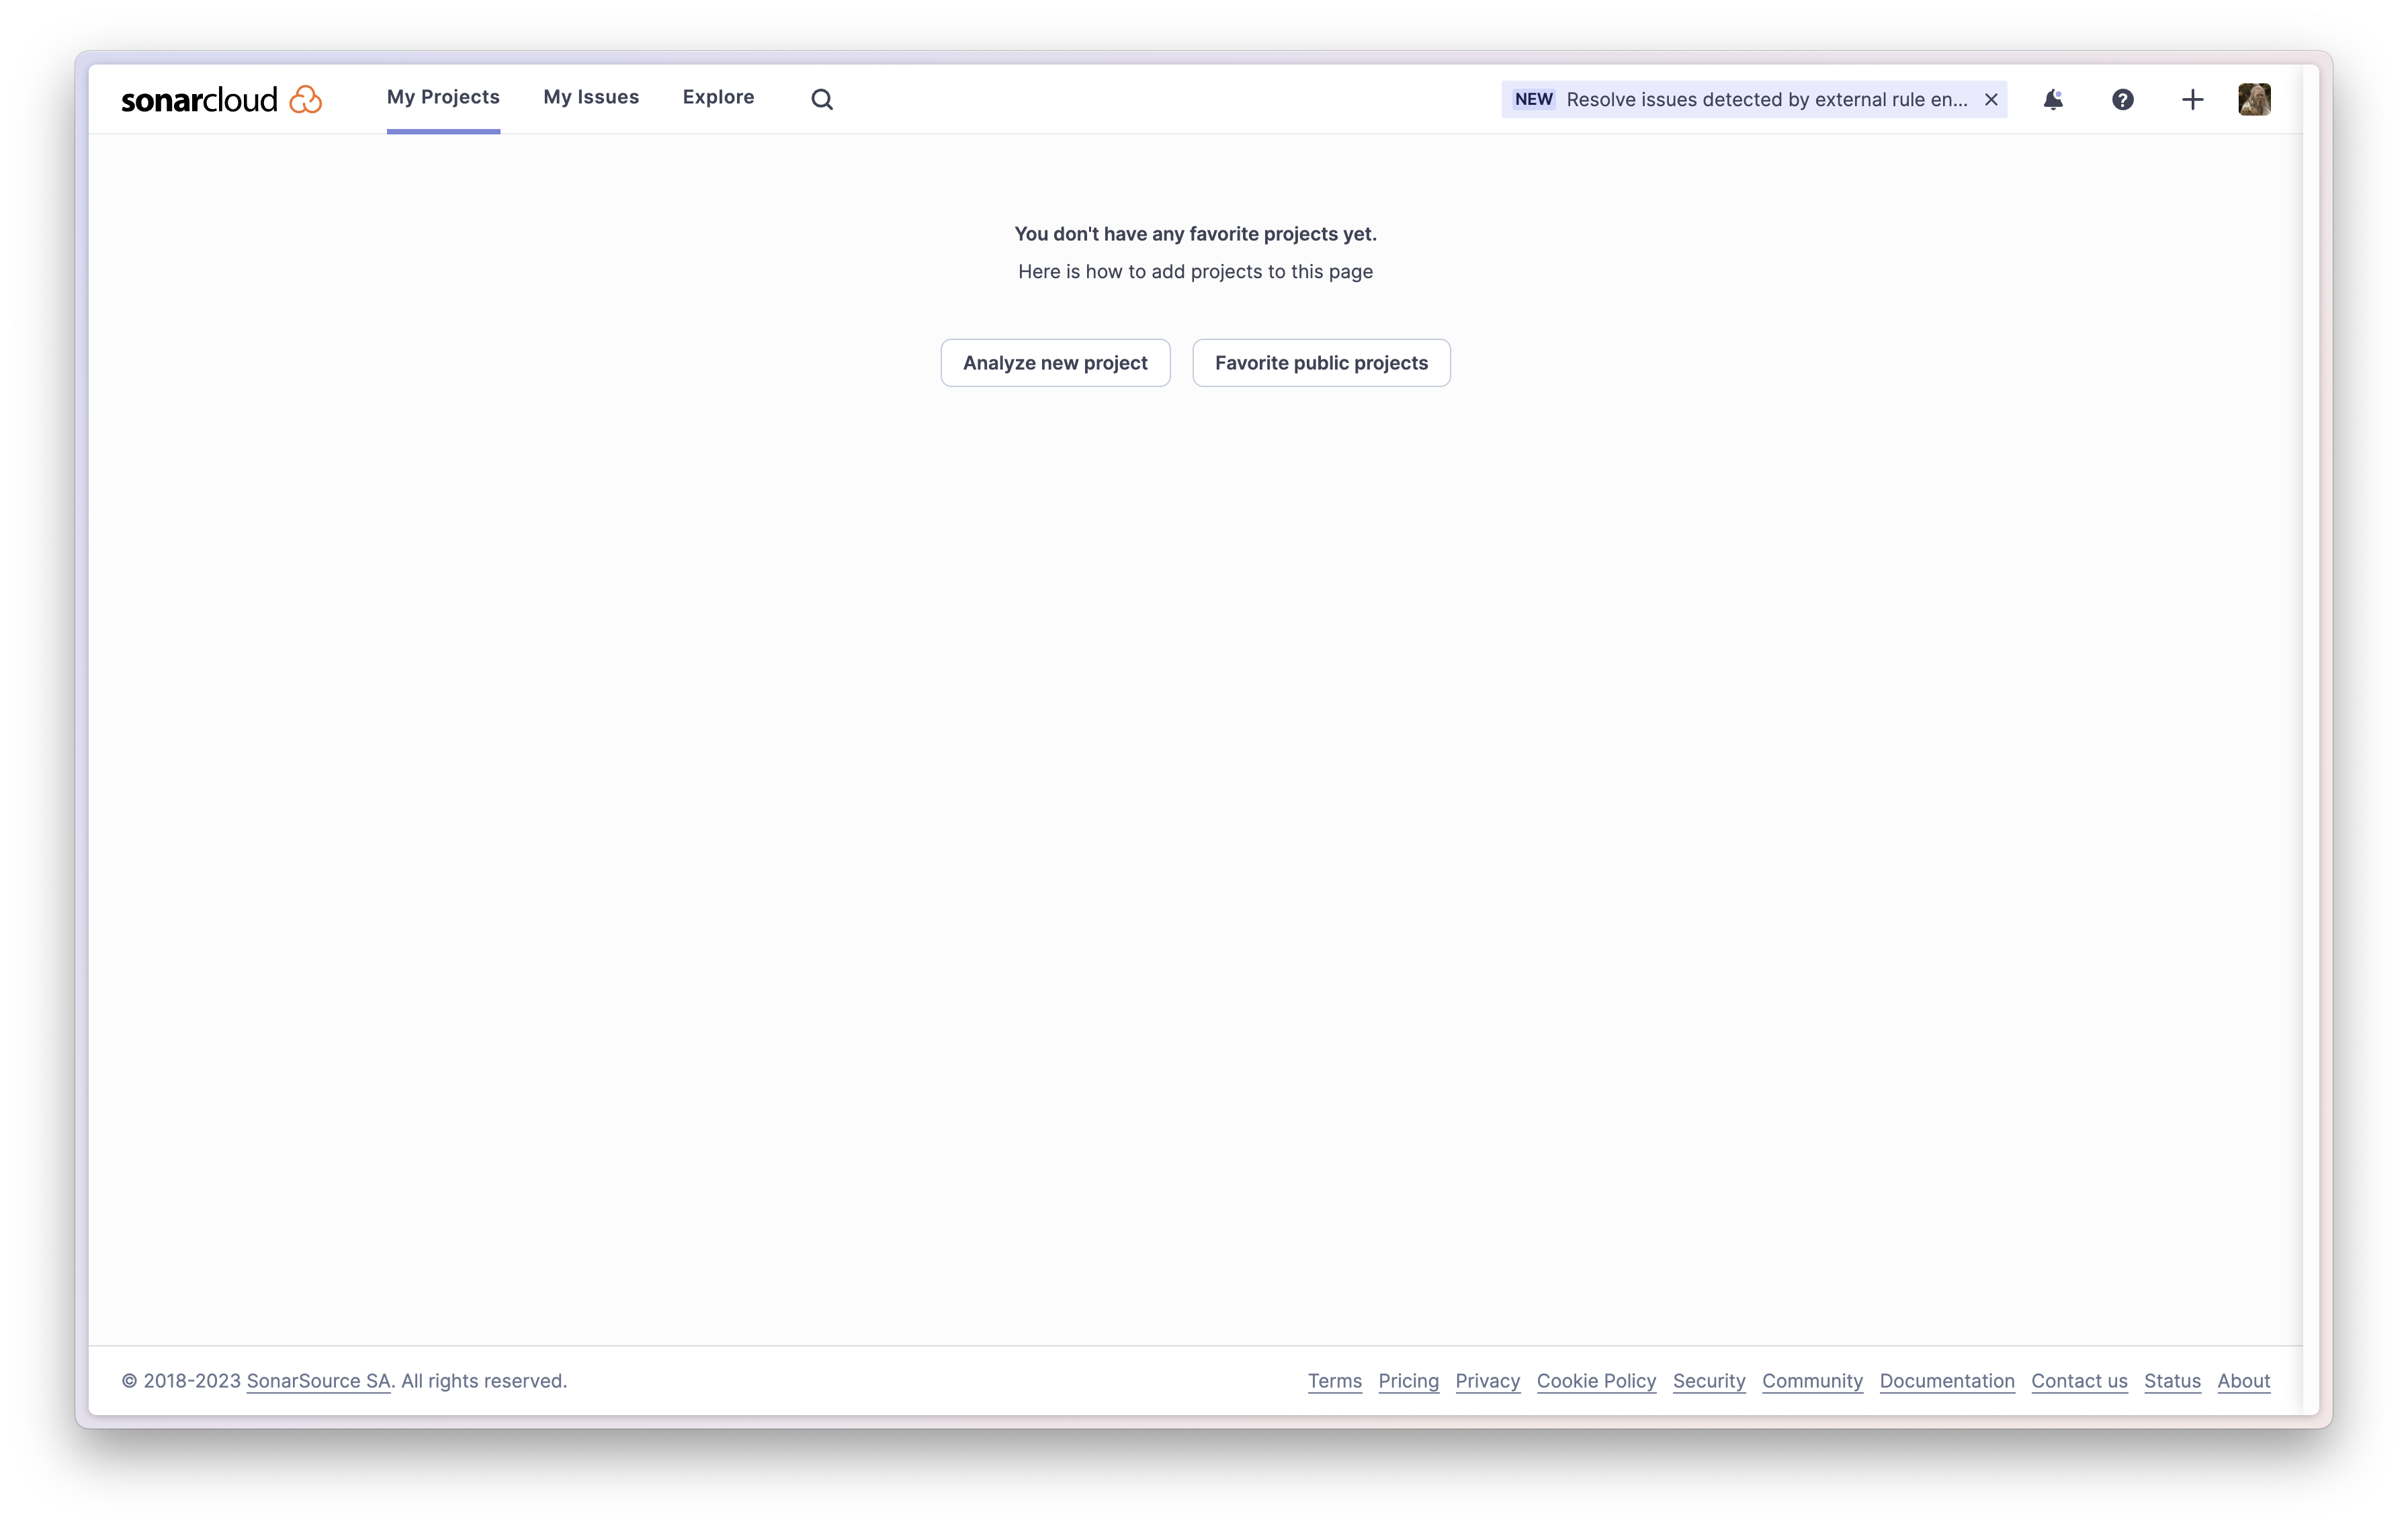 sonarcloud
My Projects My Issues Explore
NEW Resolve issues detected by external rule en...
You don't have any favorite projects yet.
Here is how to add projects to this page
Analyze new project Favorite public projects
© 2018-2023 SonarSource SA. All rights reserved. Terms Pricing Privacy Cookie Policy Security Community Documentation Contact us Status About